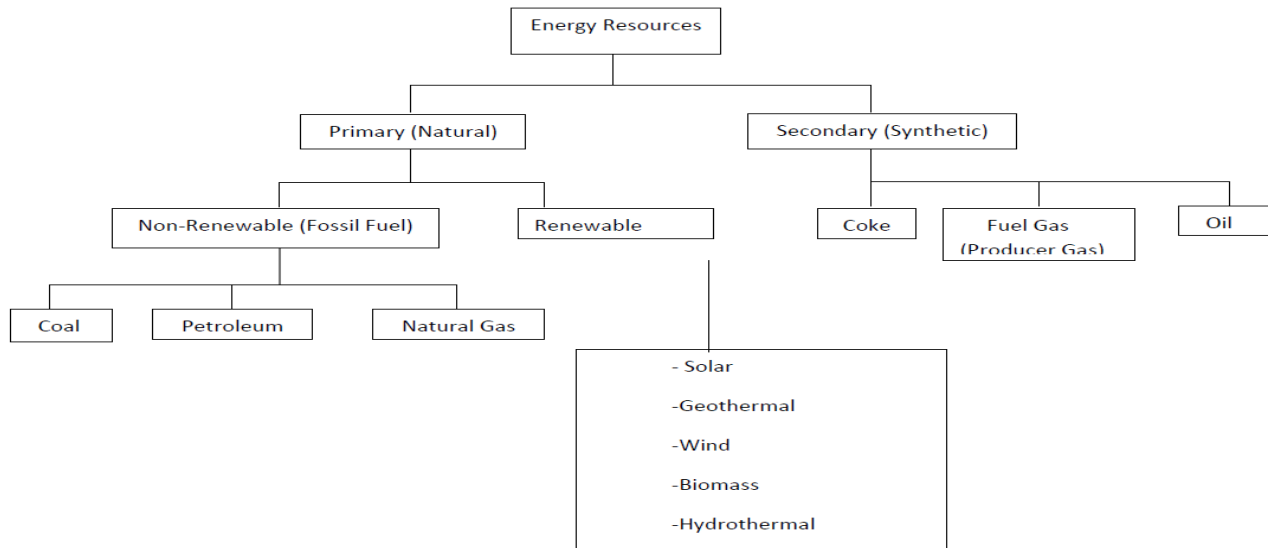 Energy Resources
Primary (Natural)
Secondary (Synthetic)
Non-Renewable (Fossil Fuel)
Renewable
Coke
Fuel Gas
(Producer Gas)
Oil
Coal
Petroleum
Natural Gas
- Solar
-Geothermal
-Wind
-Biomass
-Hydrothermal